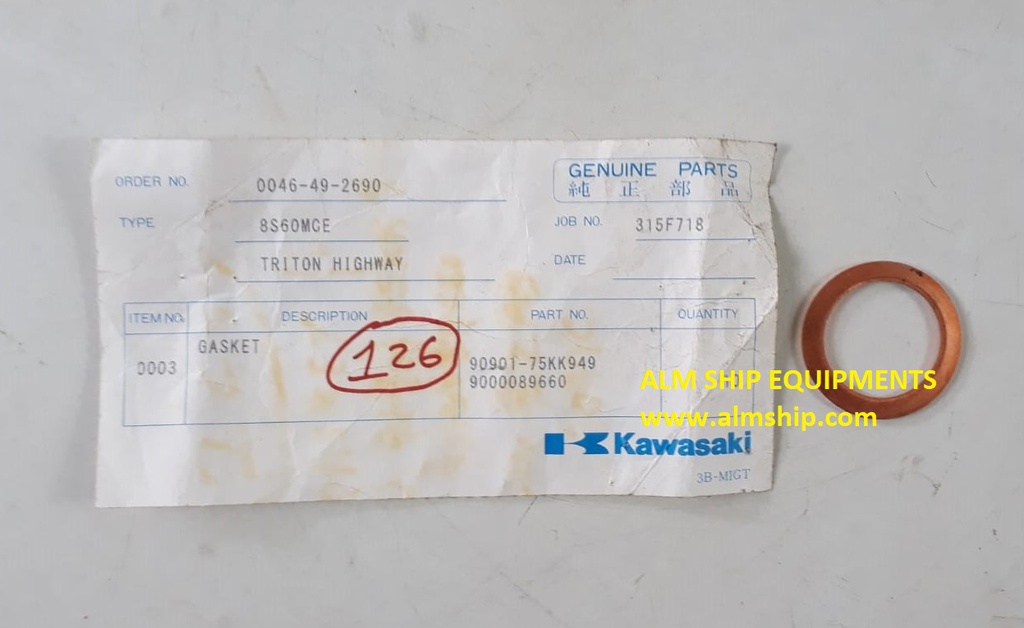 GENUINE PARTS
純正部品
ORDER NO. 0046-49-2690
TYPE 8S60MCE
JOB NO. 315F718
TRITON HIGHWAY
DATE
ITEM NO. DESCRIPTION PART NO. QUANTITY
0003 GASKET 126 90901-75KK949
9000089660
ALM SHIP EQUIPMENTS
www.almship.com
Kawasaki
3B-MIGT